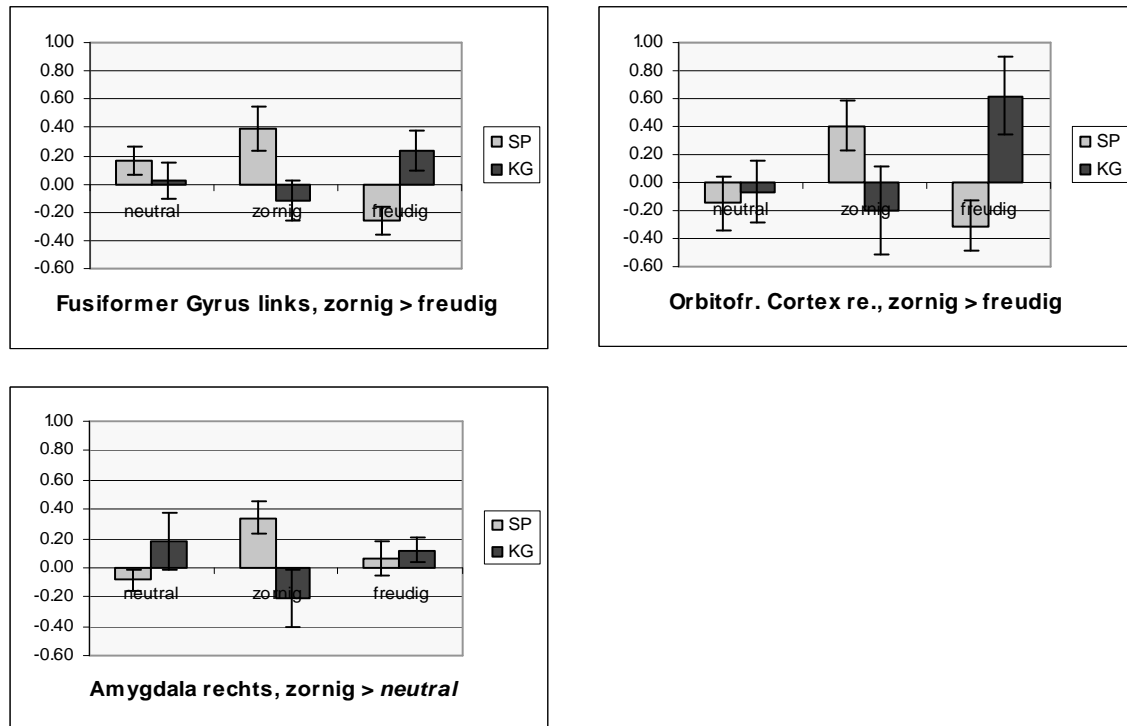 1.00
0.80
0.60
0.40
0.20
0.00
-0.20
-0.40
-0.60
neutral zornig freudig
SP
KG
Fusiformer Gyrus links, zornig > freudig
1.00
0.80
0.60
0.40
0.20
0.00
-0.20
-0.40
-0.60
neutral zornig freudig
SP
KG
Orbitofr. Cortex re., zornig > freudig
1.00
0.80
0.60
0.40
0.20
0.00
-0.20
-0.40
-0.60
neutral zornig freudig
SP
KG
Amygdala rechts, zornig > neutral